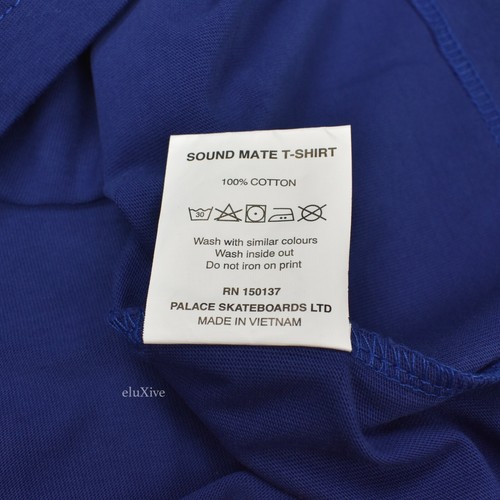 SOUND MATE T-SHIRT
100% COTTON
30
Wash with similar colours
Wash inside out
Do not iron on print
RN 150137
PALACE SKATEBOARDS LTD
MADE IN VIETNAM
eluXive